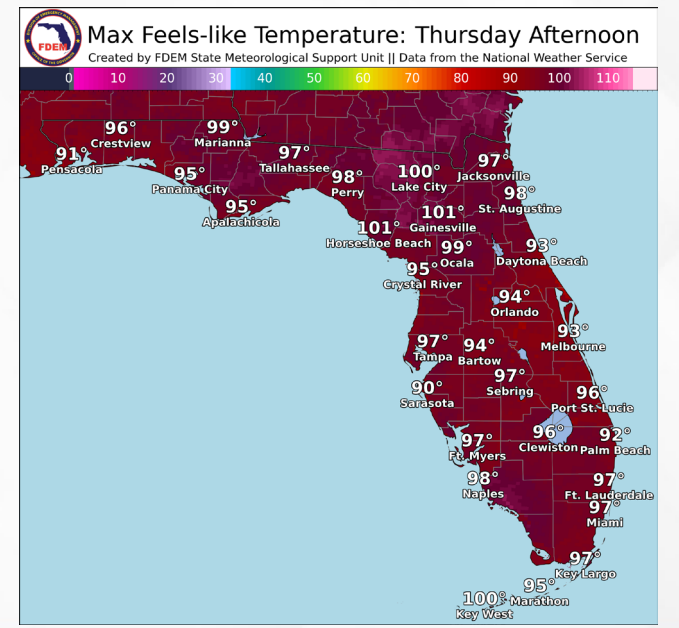 FDEM
Max Feels-like Temperature: Thursday Afternoon
Created by FDEM State Meteorological Support Unit || Data from the National Weather Service
0 10 20 30 40 50 60 70 80 90 100 110
96°
Crestview
99°
Marianna
91°
Pensacola
97°
Tallahassee
95°
Panama City
98°
Perry
100°
Lake City
97°
Jacksonville
95°
Apalachicola
98°
St. Augustine
101°
Gainesville
101°
Horseshoe Beach
99°
Ocala
93°
Daytona Beach
95°
Crystal River
94°
Orlando
93°
Melbourne
97°
Tampa
94°
Bartow
97°
Sebring
90°
Sarasota
96°
Port St. Lucie
97°
Ft. Myers
96°
Clewiston
92°
Palm Beach
98°
Naples
97°
Ft. Lauderdale
97°
Miami
97°
Key Largo
95°
Marathon
100°
Key West